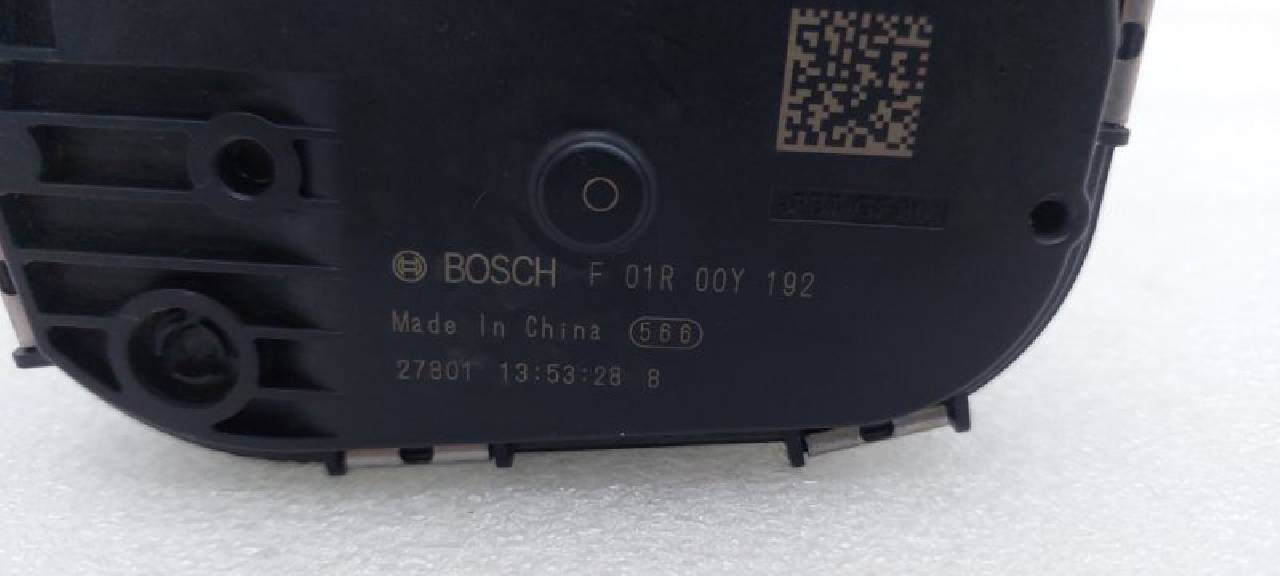 BOSCH F 01R 00Y 192
Made In China 566
27801 13:53:28 8